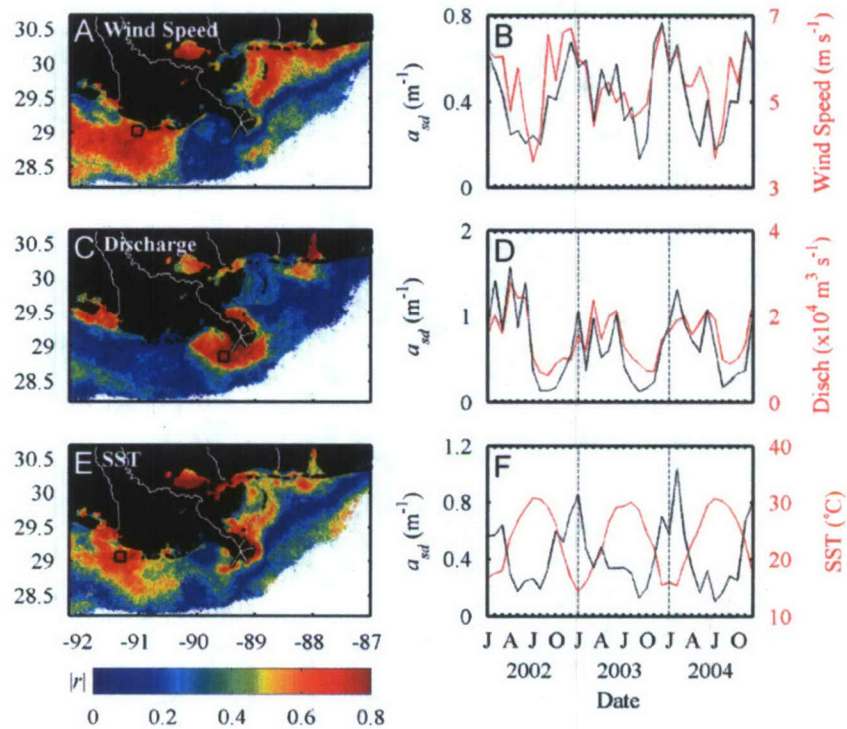 A Wind Speed
30.5
30
29.5
29
28.5
B
0.8
0.4
0
a_sd (m⁻¹)
7
6
5
4
3
Wind Speed (m s⁻¹)
C Discharge
30.5
30
29.5
29
28.5
D
2
1
0
a_sd (m⁻¹)
4
2
0
Disch (x10⁴ m³ s⁻¹)
E SST
30.5
30
29.5
29
28.5
-92 -91 -90 -89 -88 -87
F
1.2
0.8
0.4
0
a_sd (m⁻¹)
40
30
20
10
SST (°C)
J A J O J A J O J A J O
2002 2003 2004
Date
|r|
0 0.2 0.4 0.6 0.8